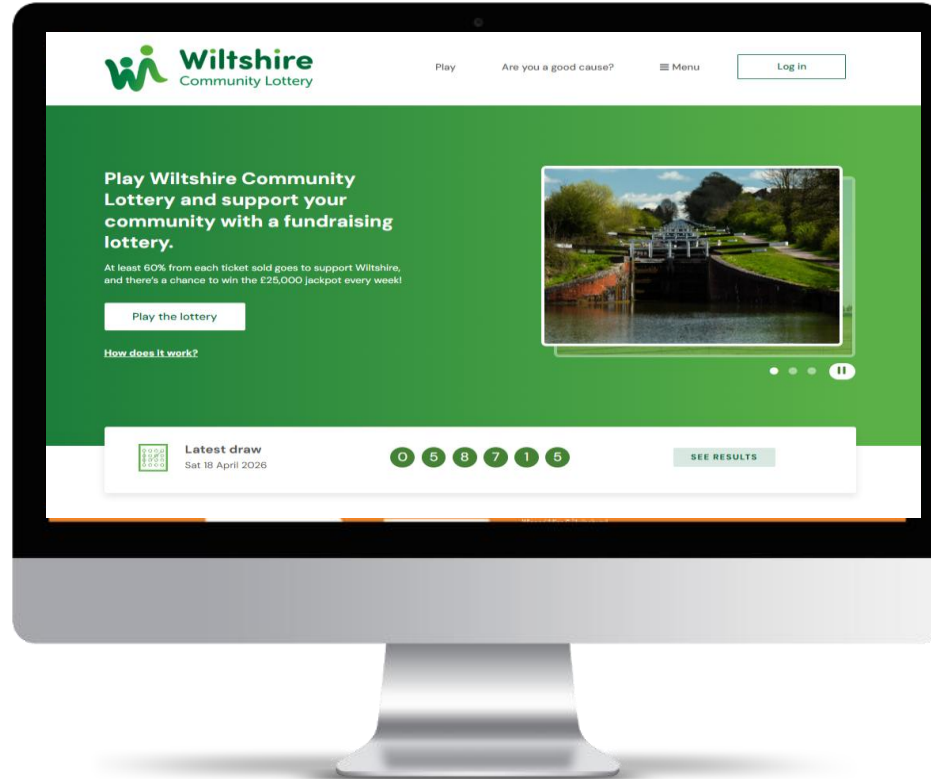 Wiltshire
Community Lottery
Play
Are you a good cause?
Menu
Log in
Play Wiltshire Community
Lottery and support your
community with a fundraising
lottery.
At least 60% from each ticket sold goes to support Wiltshire,
and there's a chance to win the £25,000 jackpot every week!
Play the lottery
How does it work?
Latest draw
Sat 18 April 2026
0 5 8 7 1 5
SEE RESULTS